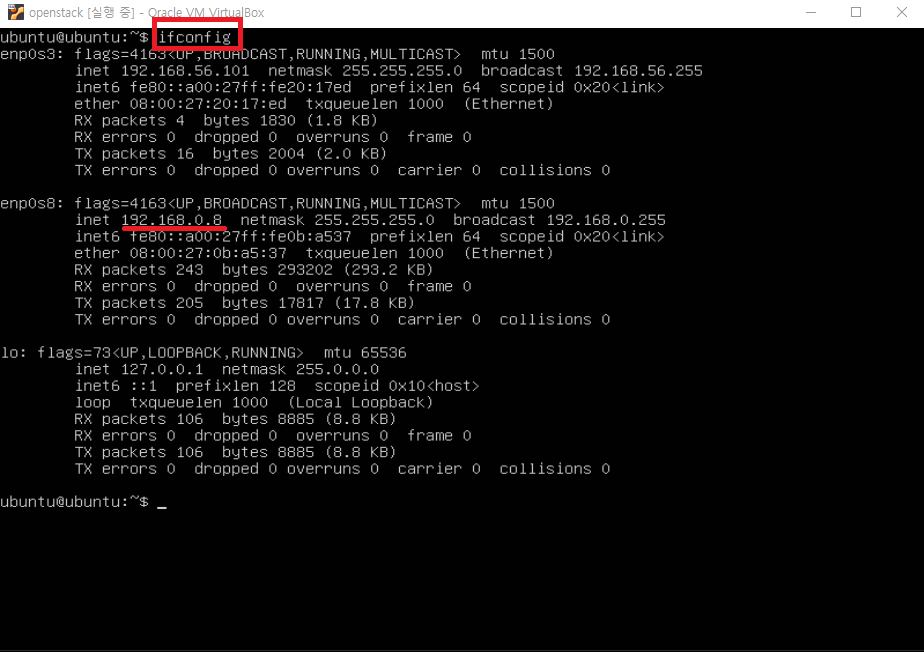 openstack [실행 중] - Oracle VM VirtualBox
ubuntu@ubuntu:~$ ifconfig
enp0s3: flags=4163<UP,BROADCAST,RUNNING,MULTICAST>  mtu 1500
        inet 192.168.56.101  netmask 255.255.255.0  broadcast 192.168.56.255
        inet6 fe80::a00:27ff:fe20:17ed  prefixlen 64  scopeid 0x20<link>
        ether 08:00:27:20:17:ed  txqueuelen 1000  (Ethernet)
        RX packets 4  bytes 1830 (1.8 KB)
        RX errors 0  dropped 0  overruns 0  frame 0
        TX packets 16  bytes 2004 (2.0 KB)
        TX errors 0  dropped 0 overruns 0  carrier 0  collisions 0
enp0s8: flags=4163<UP,BROADCAST,RUNNING,MULTICAST>  mtu 1500
        inet 192.168.0.8  netmask 255.255.255.0  broadcast 192.168.0.255
        inet6 fe80::a00:27ff:fe0b:a537  prefixlen 64  scopeid 0x20<link>
        ether 08:00:27:0b:a5:37  txqueuelen 1000  (Ethernet)
        RX packets 243  bytes 293202 (293.2 KB)
        RX errors 0  dropped 0  overruns 0  frame 0
        TX packets 205  bytes 17817 (17.8 KB)
        TX errors 0  dropped 0 overruns 0  carrier 0  collisions 0
lo: flags=73<UP,LOOPBACK,RUNNING>  mtu 65536
        inet 127.0.0.1  netmask 255.0.0.0
        inet6 ::1  prefixlen 128  scopeid 0x10<host>
        loop  txqueuelen 1000  (Local Loopback)
        RX packets 106  bytes 8885 (8.8 KB)
        RX errors 0  dropped 0  overruns 0  frame 0
        TX packets 106  bytes 8885 (8.8 KB)
        TX errors 0  dropped 0 overruns 0  carrier 0  collisions 0
ubuntu@ubuntu:~$ _